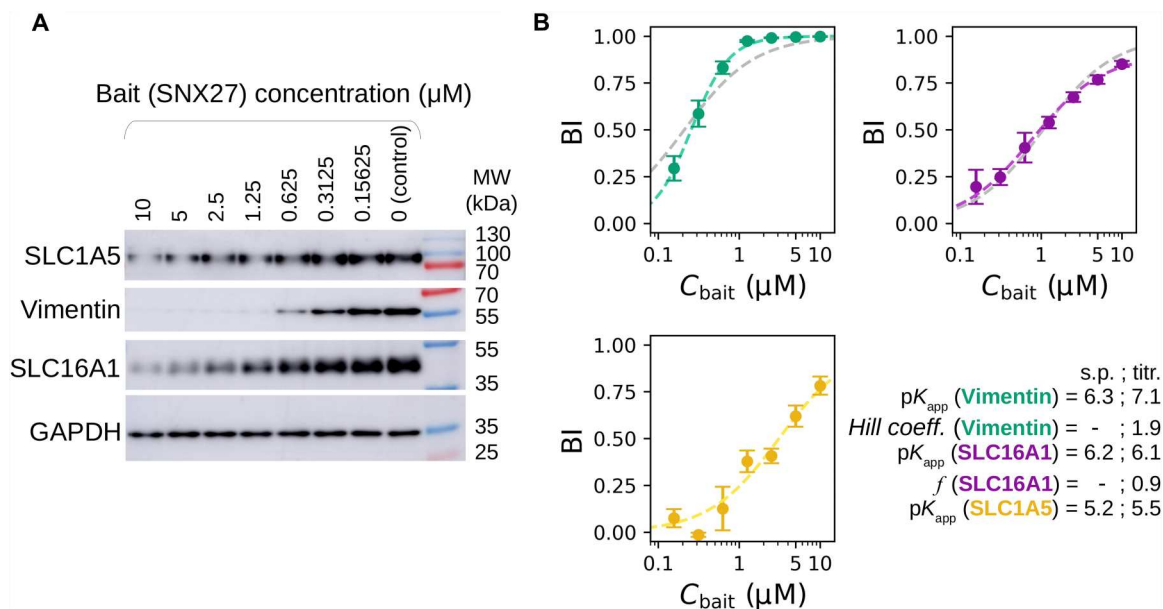 A
Bait (SNX27) concentration (μM)
10
5
2.5
1.25
0.625
0.3125
0.15625
0 (control)
MW
(kDa)
SLC1A5
130
100
70
Vimentin
70
55
SLC16A1
55
35
GAPDH
35
25
B
BI
1.00
0.75
0.50
0.25
0.00
0.1 1 5 10
Cbait (μM)
BI
1.00
0.75
0.50
0.25
0.00
0.1 1 5 10
Cbait (μM)
BI
1.00
0.75
0.50
0.25
0.00
0.1 1 5 10
Cbait (μM)
s.p. ; titr.
pKapp (Vimentin) = 6.3 ; 7.1
Hill coeff. (Vimentin) = - ; 1.9
pKapp (SLC16A1) = 6.2 ; 6.1
f (SLC16A1) = - ; 0.9
pKapp (SLC1A5) = 5.2 ; 5.5